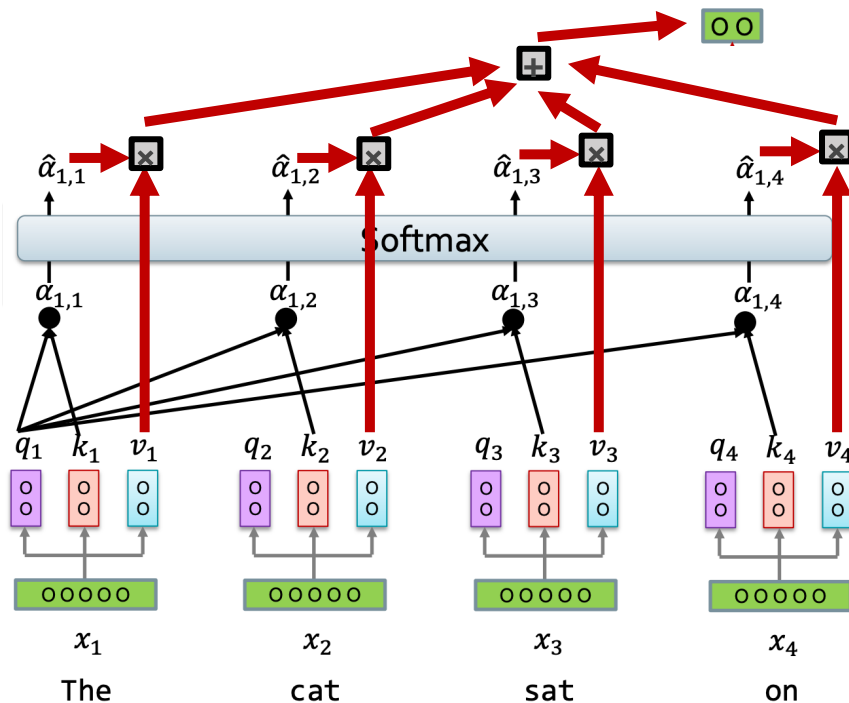 O O
+
× × × ×
α̂₁,₁ α̂₁,₂ α̂₁,₃ α̂₁,₄
Softmax
α₁,₁ α₁,₂ α₁,₃ α₁,₄
q₁ k₁ v₁ q₂ k₂ v₂ q₃ k₃ v₃ q₄ k₄ v₄
O O O O O O O O O O O O
O O O O O O O O O O O O
O O O O O O O O O O O O O O O O O O O O
x₁ x₂ x₃ x₄
The cat sat on